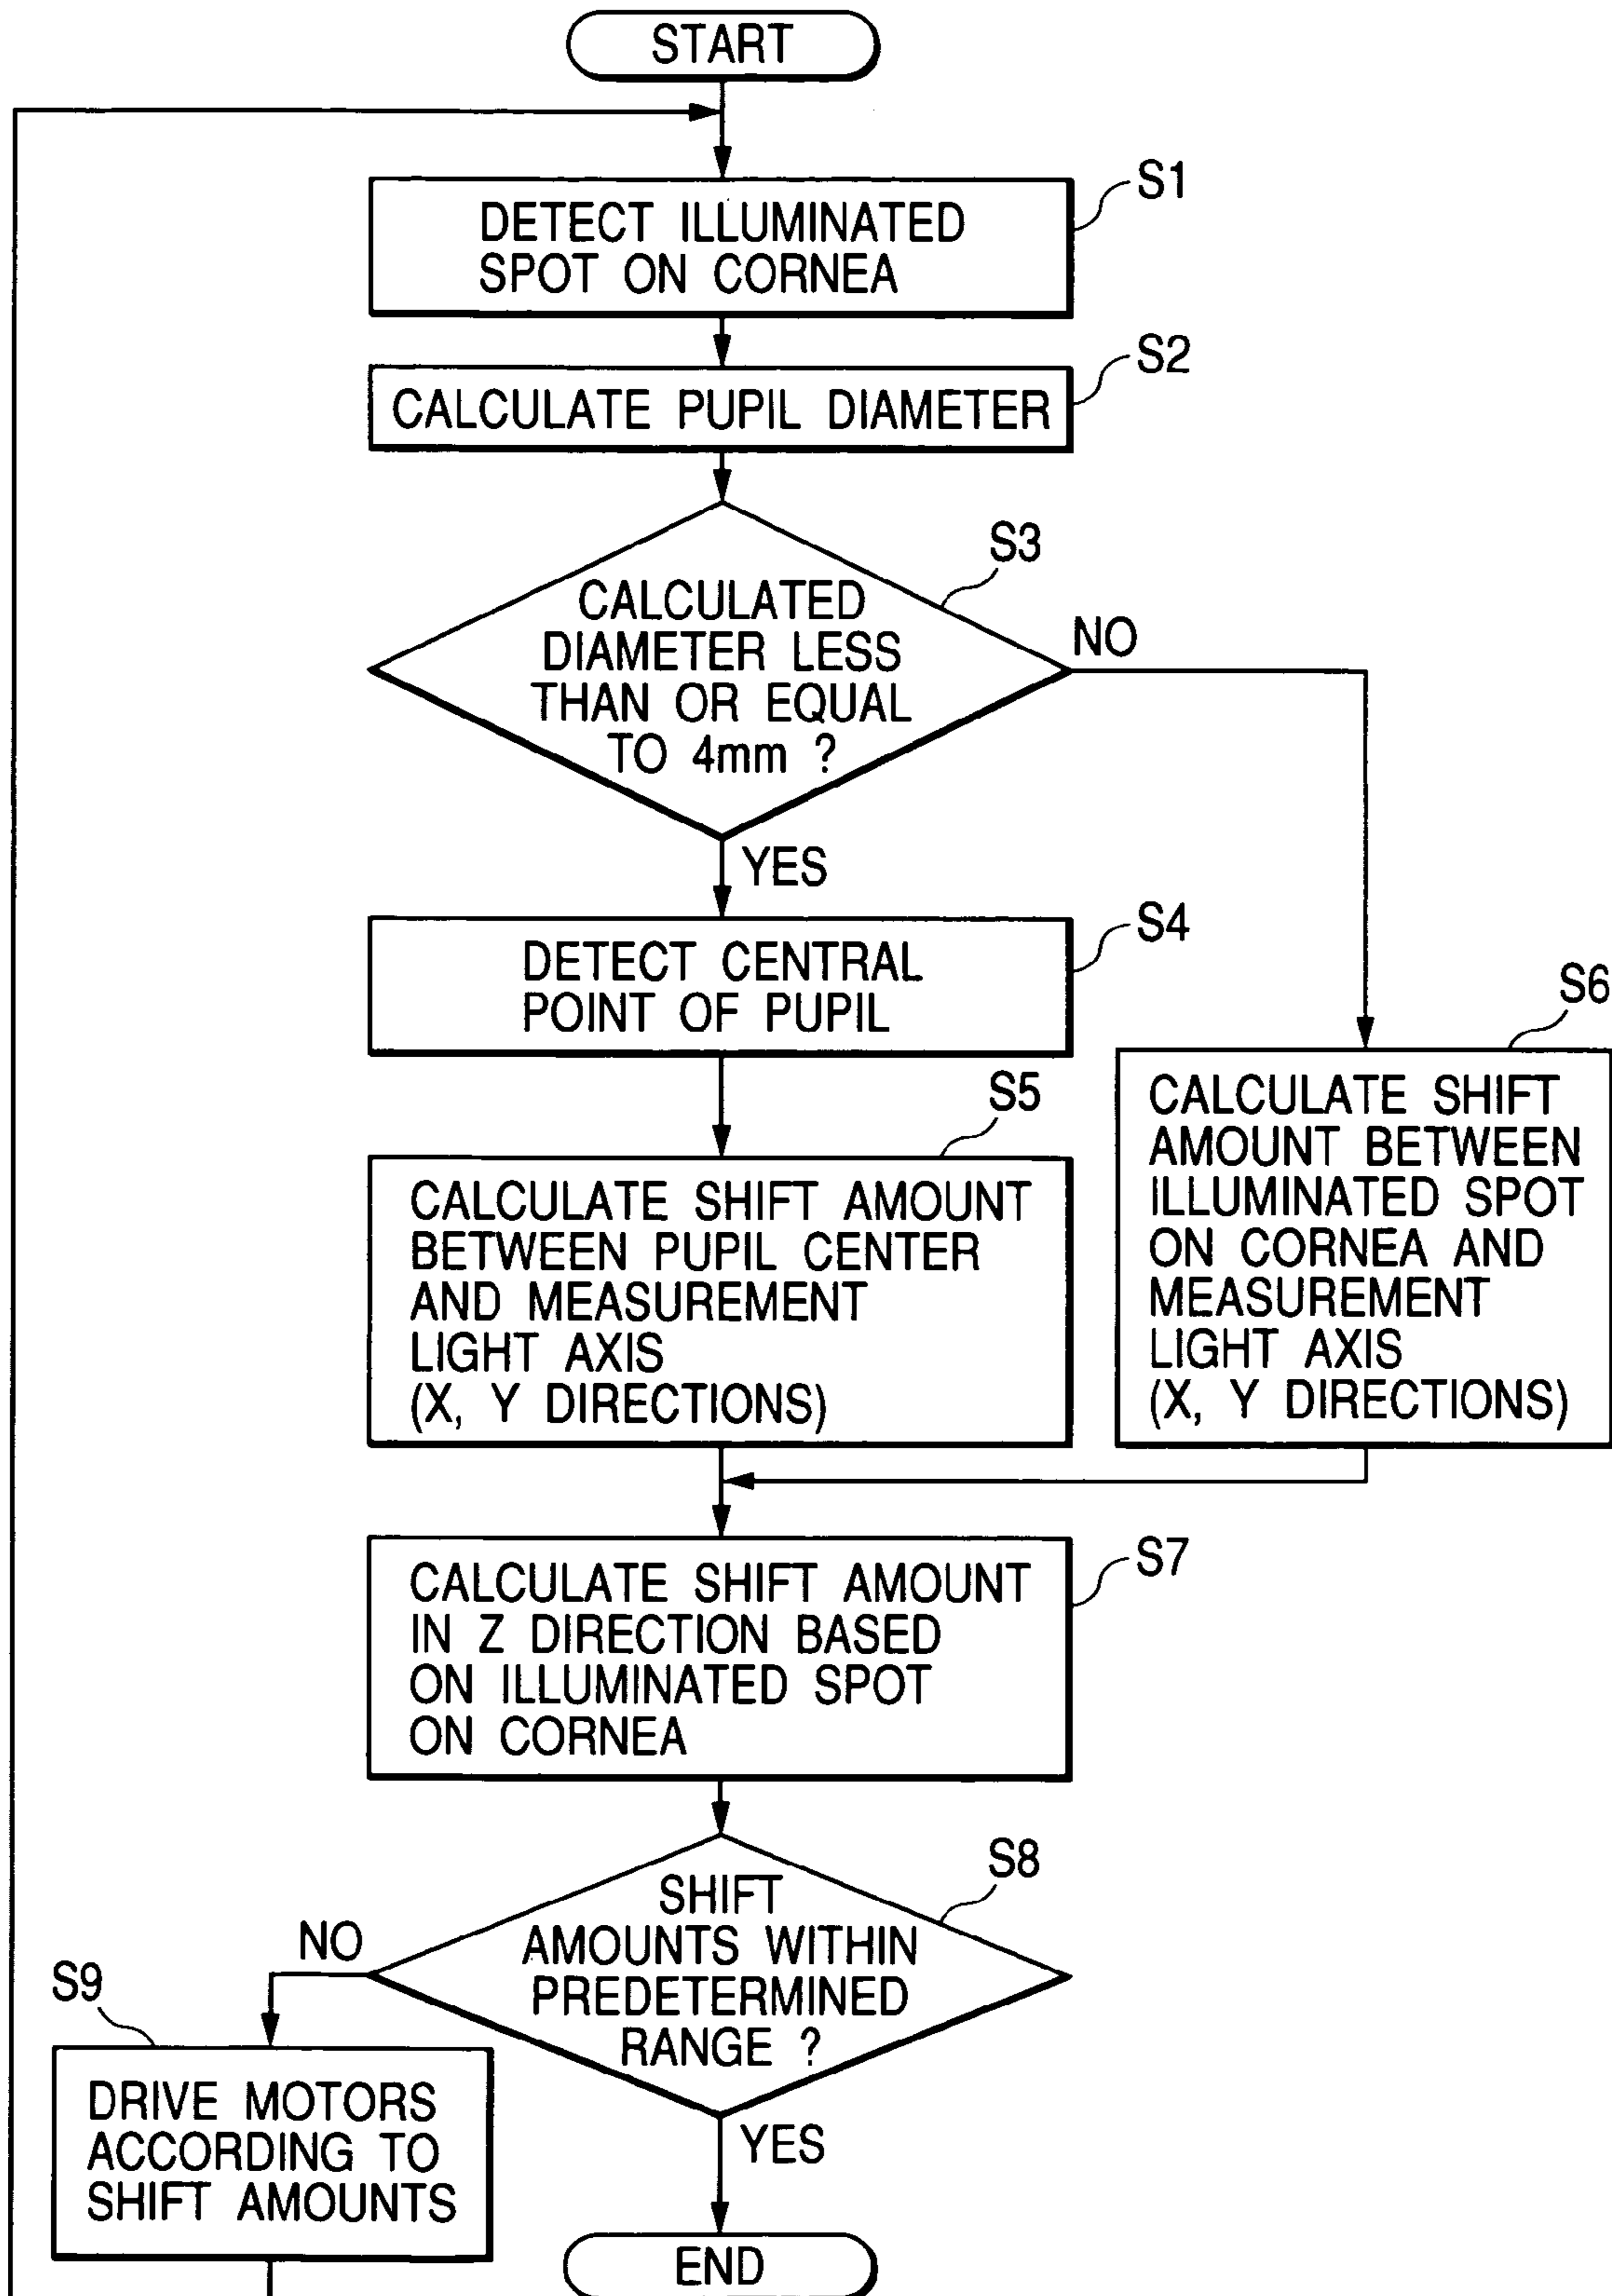 START
S1
DETECT ILLUMINATED
SPOT ON CORNEA
S2
CALCULATE PUPIL DIAMETER
S3
CALCULATED
DIAMETER LESS
THAN OR EQUAL
TO 4mm ?
NO
YES
S4
DETECT CENTRAL
POINT OF PUPIL
S5
CALCULATE SHIFT AMOUNT
BETWEEN PUPIL CENTER
AND MEASUREMENT
LIGHT AXIS
(X, Y DIRECTIONS)
S6
CALCULATE SHIFT
AMOUNT BETWEEN
ILLUMINATED SPOT
ON CORNEA AND
MEASUREMENT
LIGHT AXIS
(X, Y DIRECTIONS)
S7
CALCULATE SHIFT AMOUNT
IN Z DIRECTION BASED
ON ILLUMINATED SPOT
ON CORNEA
S8
SHIFT
AMOUNTS WITHIN
PREDETERMINED
RANGE ?
NO
S9
DRIVE MOTORS
ACCORDING TO
SHIFT AMOUNTS
YES
END